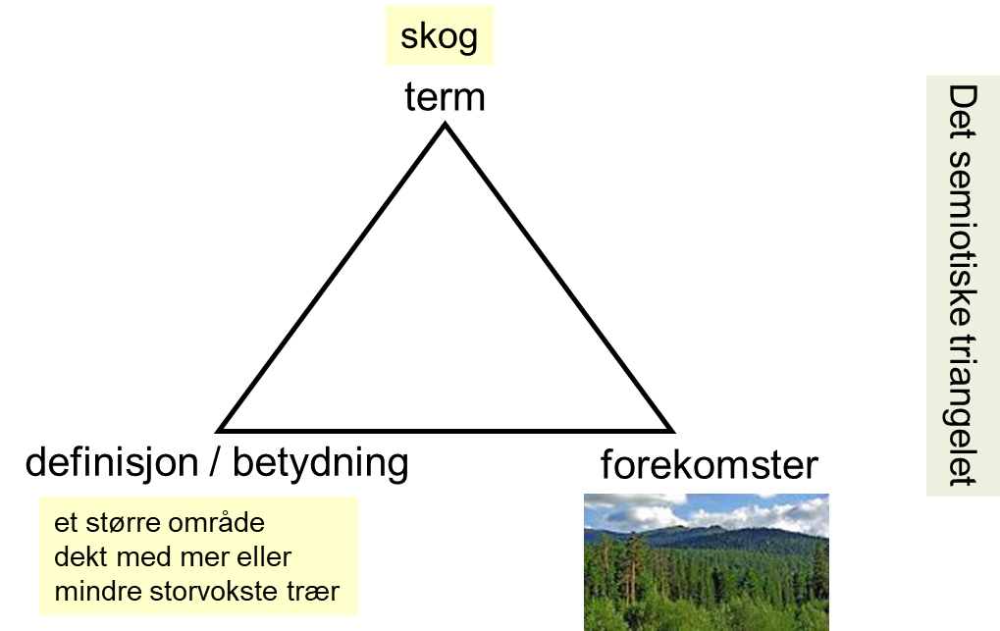 skog
term
Det semiotiske triangelet
definisjon / betydning
forekomster
et større område
dekt med mer eller
mindre storvokste trær